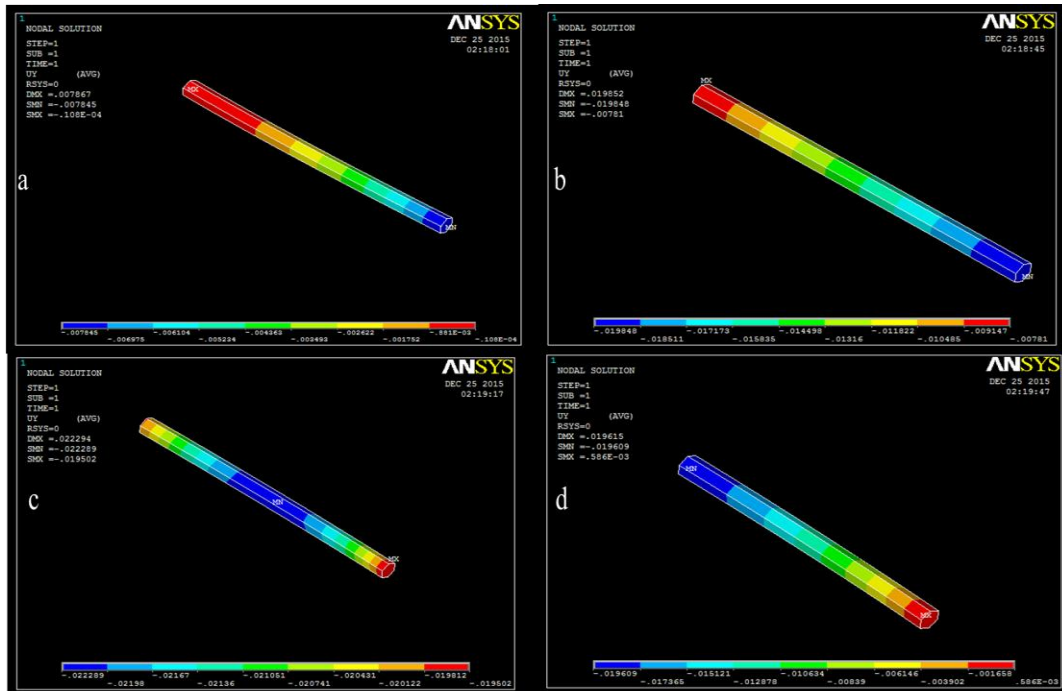 1
NODAL SOLUTION
STEP=1
SUB =1
TIME=1
UY (AVG)
RSYS=0
DMX =.007867
SMN =-.007845
SMX =-.108E-04
ANSYS
DEC 25 2015
02:18:01
MX
a
MN
-.007845 -.006104 -.004363 -.002622 -.881E-03
-.006975 -.005234 -.003493 -.001752 -.108E-04
1
NODAL SOLUTION
STEP=1
SUB =1
TIME=1
UY (AVG)
RSYS=0
DMX =.019852
SMN =-.019848
SMX =-.00781
ANSYS
DEC 25 2015
02:18:45
MX
b
MN
-.019848 -.017173 -.014498 -.011822 -.009147
-.018511 -.015835 -.01316 -.010485 -.00781
1
NODAL SOLUTION
STEP=1
SUB =1
TIME=1
UY (AVG)
RSYS=0
DMX =.022294
SMN =-.022289
SMX =-.019502
ANSYS
DEC 25 2015
02:19:17
c
MN
MX
-.022289 -.02167 -.021051 -.020431 -.019812
-.02198 -.02136 -.020741 -.020122 -.019502
1
NODAL SOLUTION
STEP=1
SUB =1
TIME=1
UY (AVG)
RSYS=0
DMX =.019615
SMN =-.019609
SMX =.586E-03
ANSYS
DEC 25 2015
02:19:47
MN
d
MX
-.019609 -.015121 -.010634 -.006146 -.001658
-.017365 -.012878 -.00839 -.003902 .586E-03